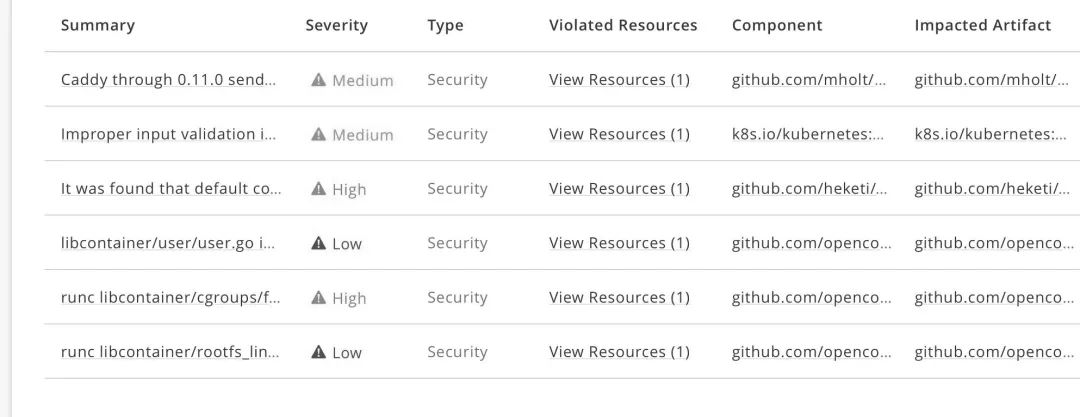 Summary Severity Type Violated Resources Component Impacted Artifact
Caddy through 0.11.0 send... Medium Security View Resources (1) github.com/mholt/... github.com/mholt/...
Improper input validation i... Medium Security View Resources (1) k8s.io/kubernetes:... k8s.io/kubernetes:...
It was found that default co... High Security View Resources (1) github.com/heketi/... github.com/heketi/...
libcontainer/user/user.go i... Low Security View Resources (1) github.com/openco... github.com/openco...
runc libcontainer/cgroups/f... High Security View Resources (1) github.com/openco... github.com/openco...
runc libcontainer/rootfs_lin... Low Security View Resources (1) github.com/openco... github.com/openco...